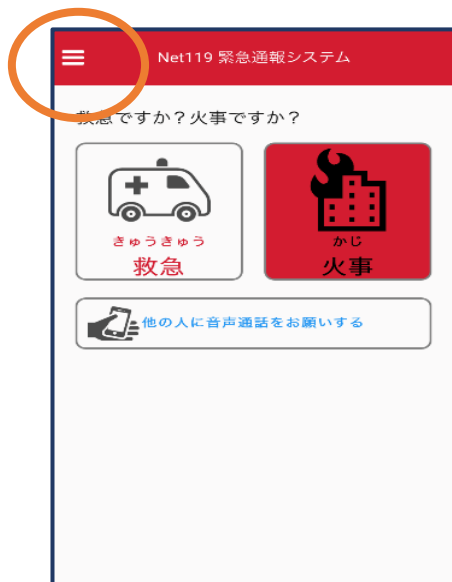 Net119 緊急通報システム
救急ですか？火事ですか？
きゅうきゅう
救急
かじ
火事
他の人に音声通話をお願いする